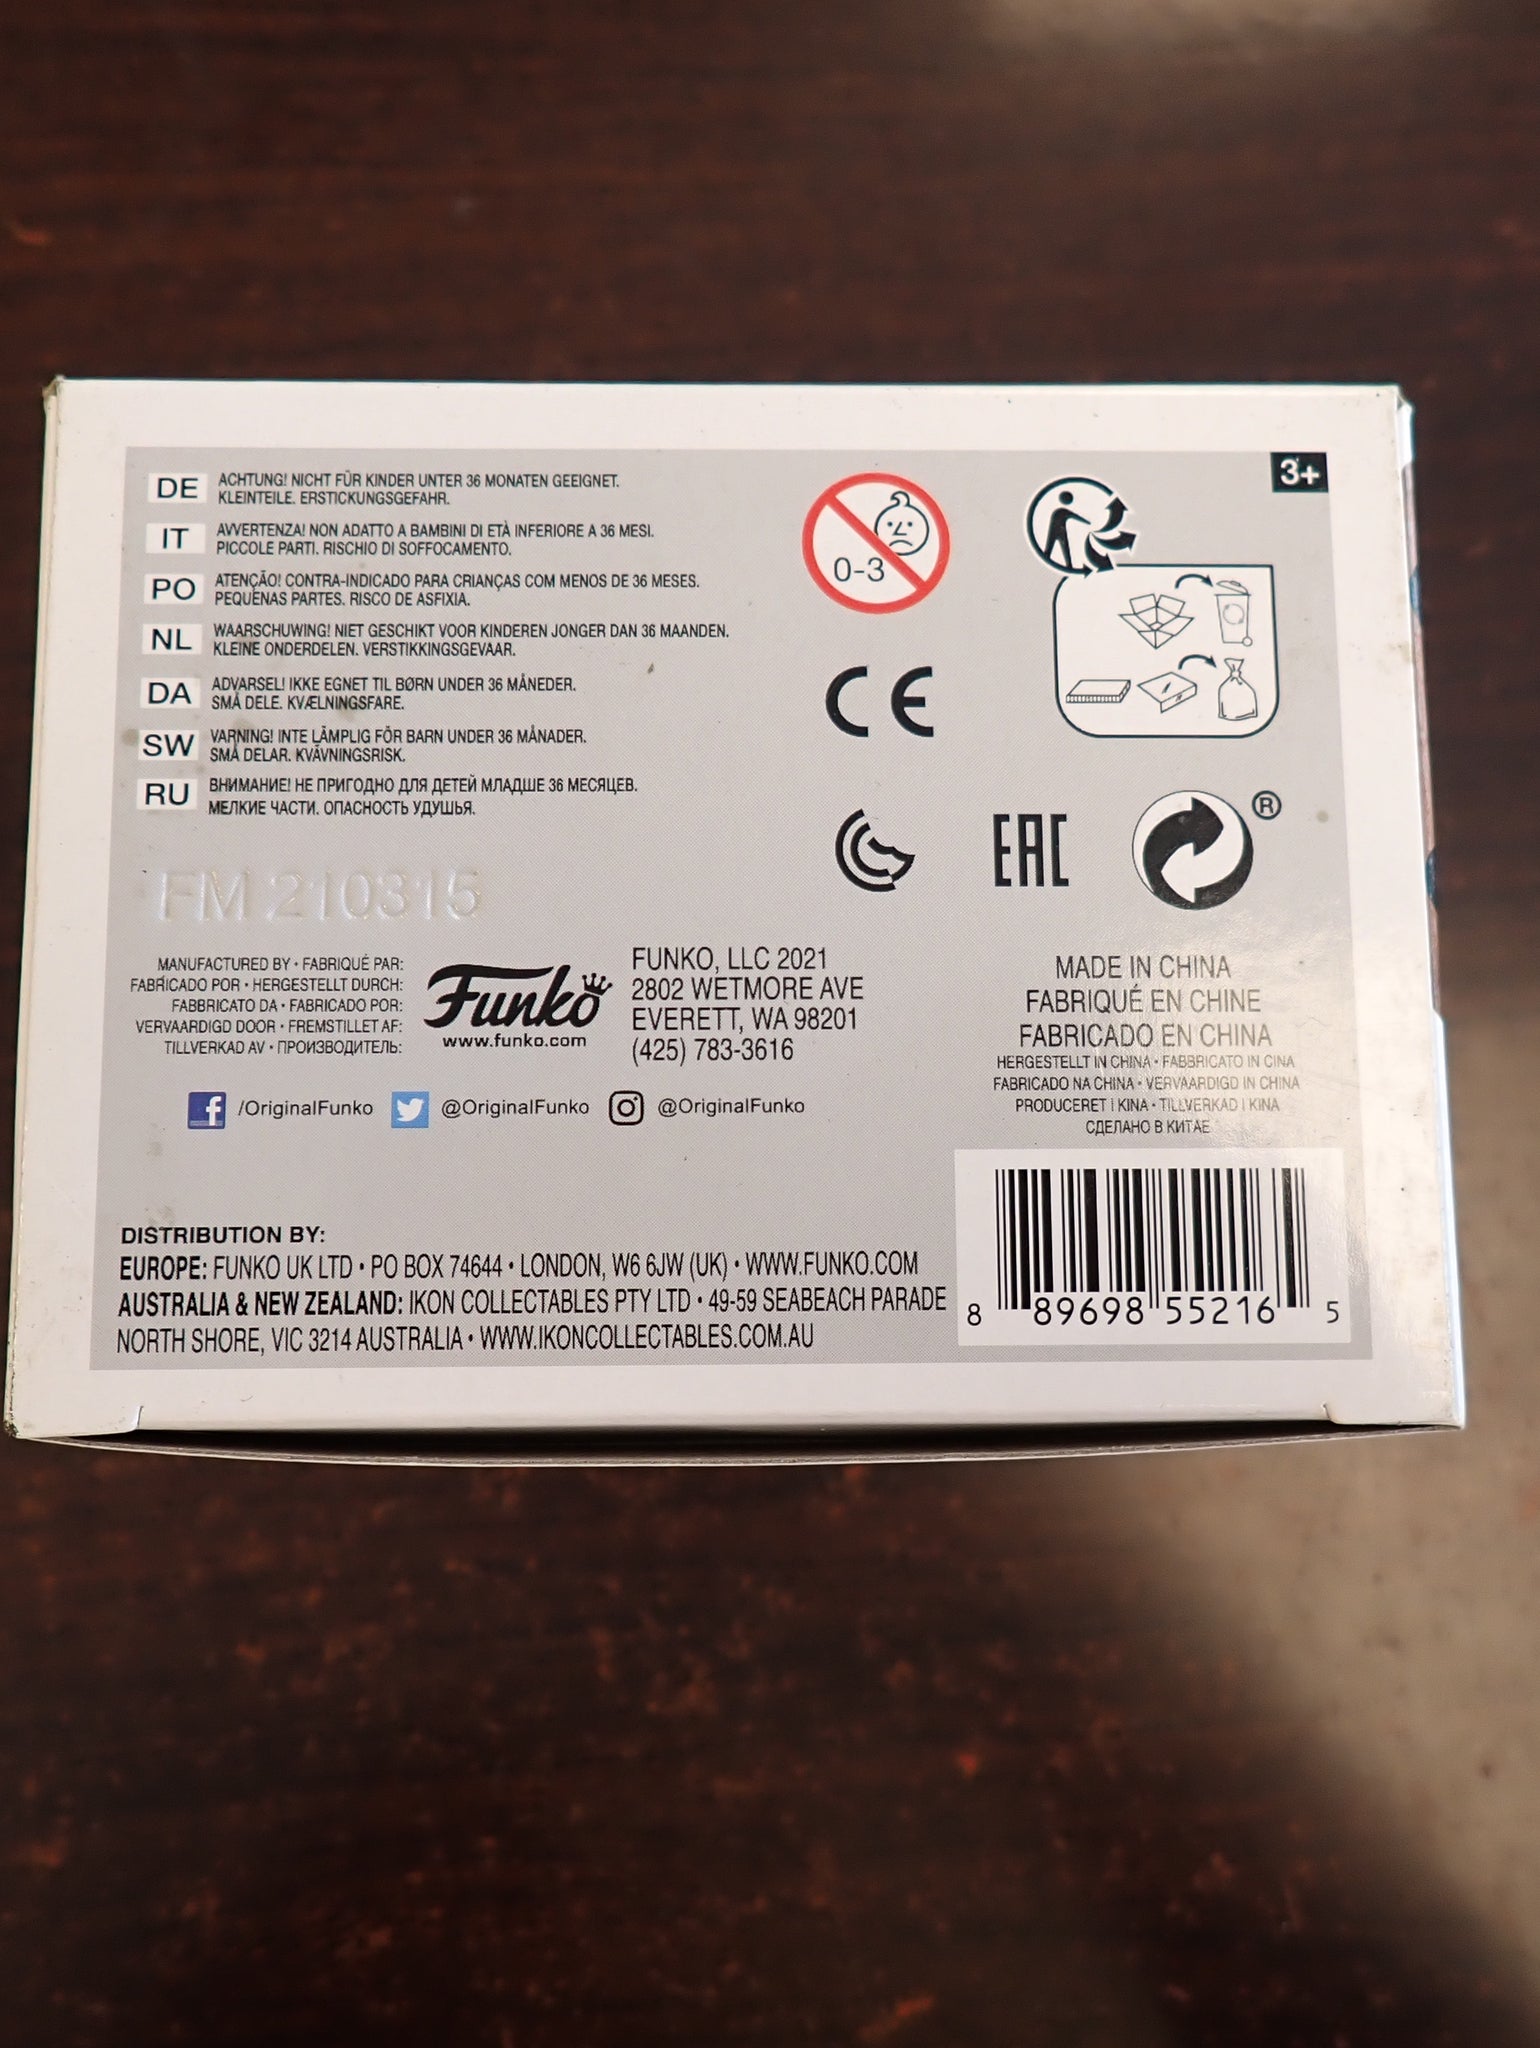 3+
DE ACHTUNG! NICHT FÜR KINDER UNTER 36 MONATEN GEEIGNET.
KLEINTEILE. ERSTICKUNGSGEFAHR.
IT AVVERTENZA! NON ADATTO A BAMBINI DI ETÀ INFERIORE A 36 MESI.
PICCOLE PARTI. RISCHIO DI SOFFOCAMENTO.
PO ATENÇÃO! CONTRA-INDICADO PARA CRIANÇAS COM MENOS DE 36 MESES.
PEQUENAS PARTES. RISCO DE ASFIXIA.
NL WAARSCHUWING! NIET GESCHIKT VOOR KINDEREN JONGER DAN 36 MAANDEN.
KLEINE ONDERDELEN. VERSTIKKINGSGEVAAR.
DA ADVARSEL! IKKE EGNET TIL BØRN UNDER 36 MÅNEDER.
SMÅ DELE. KVÆLNINGSFARE.
SW VARNING! INTE LÄMPLIG FÖR BARN UNDER 36 MÅNADER.
SMÅ DELAR. KVÄVNINGSRISK.
RU ВНИМАНИЕ! НЕ ПРИГОДНО ДЛЯ ДЕТЕЙ МЛАДШЕ 36 МЕСЯЦЕВ.
МЕЛКИЕ ЧАСТИ. ОПАСНОСТЬ УДУШЬЯ.
0-3
CE
EAC
®
FM 210315
MANUFACTURED BY • FABRIQUÉ PAR:
FABRICADO POR • HERGESTELLT DURCH:
FABBRICATO DA • FABRICADO POR:
VERVAARDIGD DOOR • FREMSTILLET AF:
TILLVERKAD AV • ПРОИЗВОДИТЕЛЬ:
Funko
www.funko.com
FUNKO, LLC 2021
2802 WETMORE AVE
EVERETT, WA 98201
(425) 783-3616
MADE IN CHINA
FABRIQUÉ EN CHINE
FABRICADO EN CHINA
HERGESTELLT IN CHINA • FABBRICATO IN CINA
FABRICADO NA CHINA • VERVAARDIGD IN CHINA
PRODUCERET I KINA • TILLVERKAD I KINA
СДЕЛАНО В КИТАЕ
/OriginalFunko @OriginalFunko @OriginalFunko
DISTRIBUTION BY:
EUROPE: FUNKO UK LTD • PO BOX 74644 • LONDON, W6 6JW (UK) • WWW.FUNKO.COM
AUSTRALIA & NEW ZEALAND: IKON COLLECTABLES PTY LTD • 49-59 SEABEACH PARADE
NORTH SHORE, VIC 3214 AUSTRALIA • WWW.IKONCOLLECTABLES.COM.AU
8 89698 55216 5